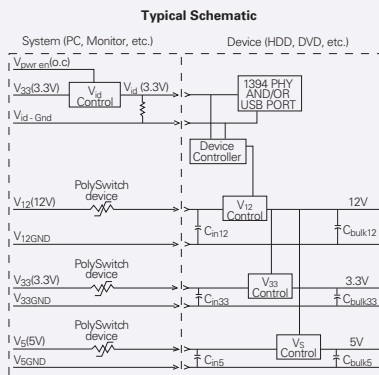 Typical Schematic
System (PC, Monitor, etc.)
Device (HDD, DVD, etc.)
Vpwr en(o.c)
V33(3.3V)
Vid Control
Vid (3.3V)
Vid - Gnd
1394 PHY
AND/OR
USB PORT
Device
Controller
V12(12V)
PolySwitch
device
V12
Control
12V
Cin12
Cbulk12
V12GND
V33(3.3V)
PolySwitch
device
V33
Control
3.3V
V33GND
Cin33
Cbulk33
V5(5V)
PolySwitch
device
VS
Control
5V
V5GND
Cin5
Cbulk5